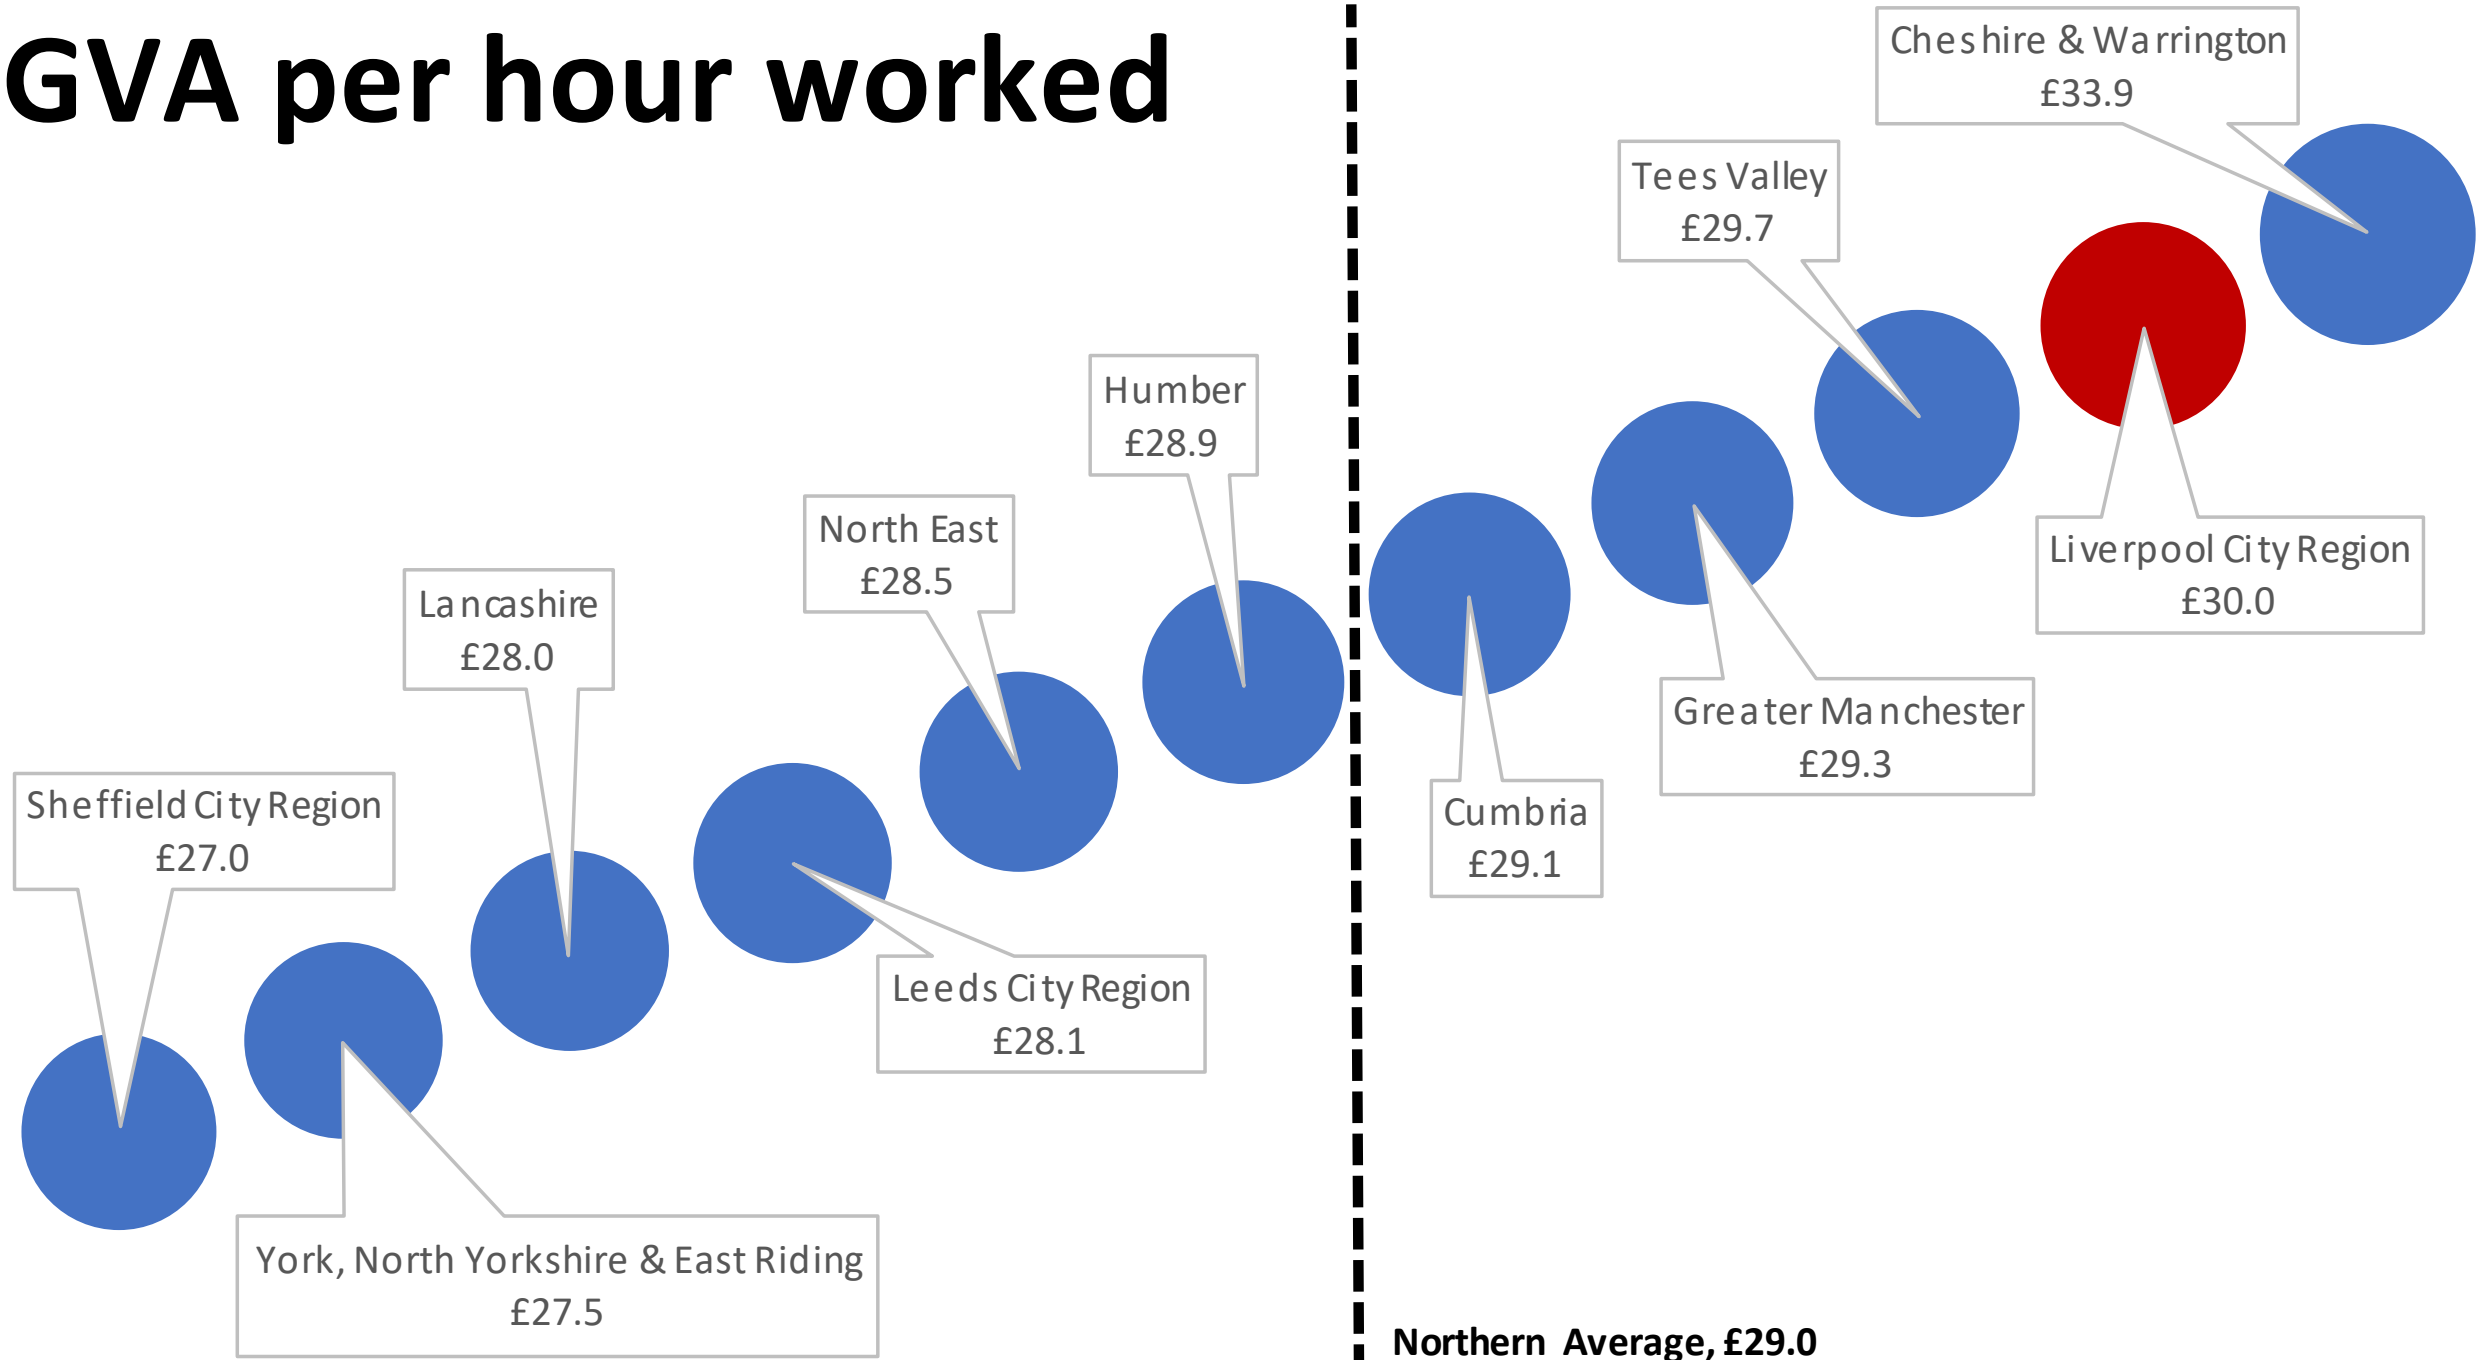 GVA per hour worked
Cheshire & Warrington
£33.9
Tees Valley
£29.7
Humber
£28.9
North East
£28.5
Liverpool City Region
£30.0
Lancashire
£28.0
Greater Manchester
£29.3
Sheffield City Region
£27.0
Cumbria
£29.1
Leeds City Region
£28.1
York, North Yorkshire & East Riding
£27.5
Northern Average, £29.0